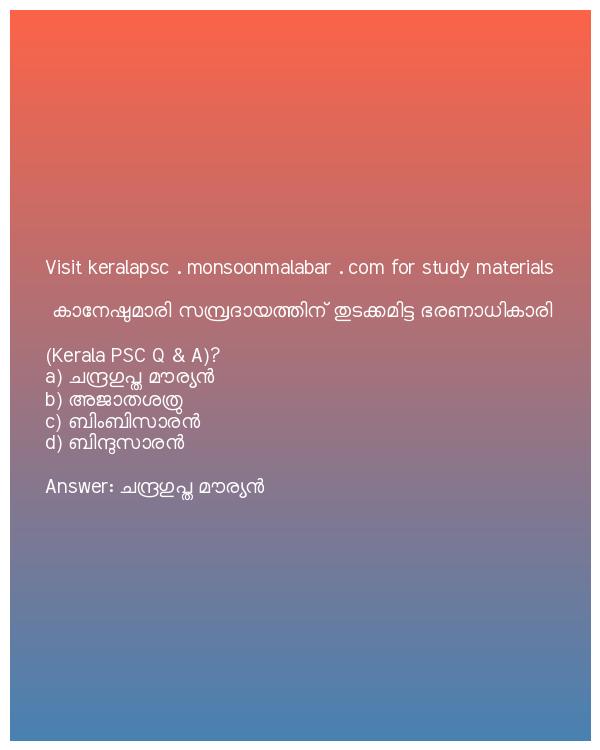 Visit keralapsc . monsoonmalabar . com for study materials
കാനേഷുമാരി സമ്പ്രദായത്തിന് തുടക്കമിട്ട ഭരണാധികാരി
(Kerala PSC Q & A)?
a) ചന്ദ്രഗുപ്ത മൗര്യൻ
b) അജാതശത്രു
c) ബിംബിസാരൻ
d) ബിന്ദുസാരൻ
Answer: ചന്ദ്രഗുപ്ത മൗര്യൻ